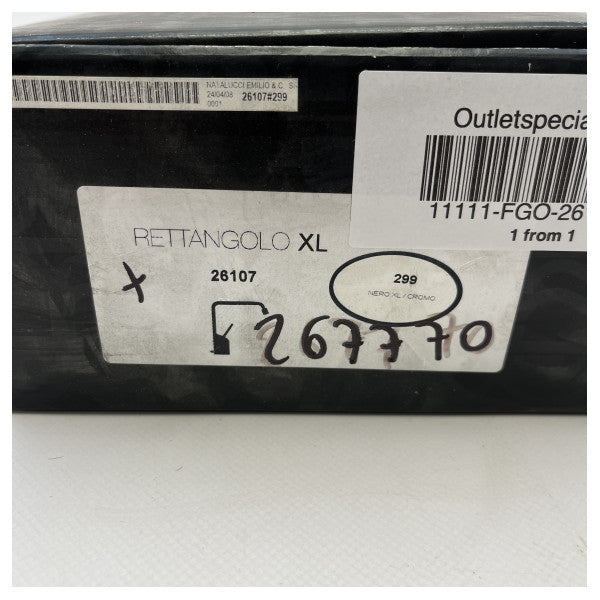 NATALUCCI EMILIO & C.
24/04/08
0001 26107#299
Outletspecia
11111-FGO-26
1 from 1
RETTANGOLO XL
x 26107
299
NERO XL / CROMO
267770